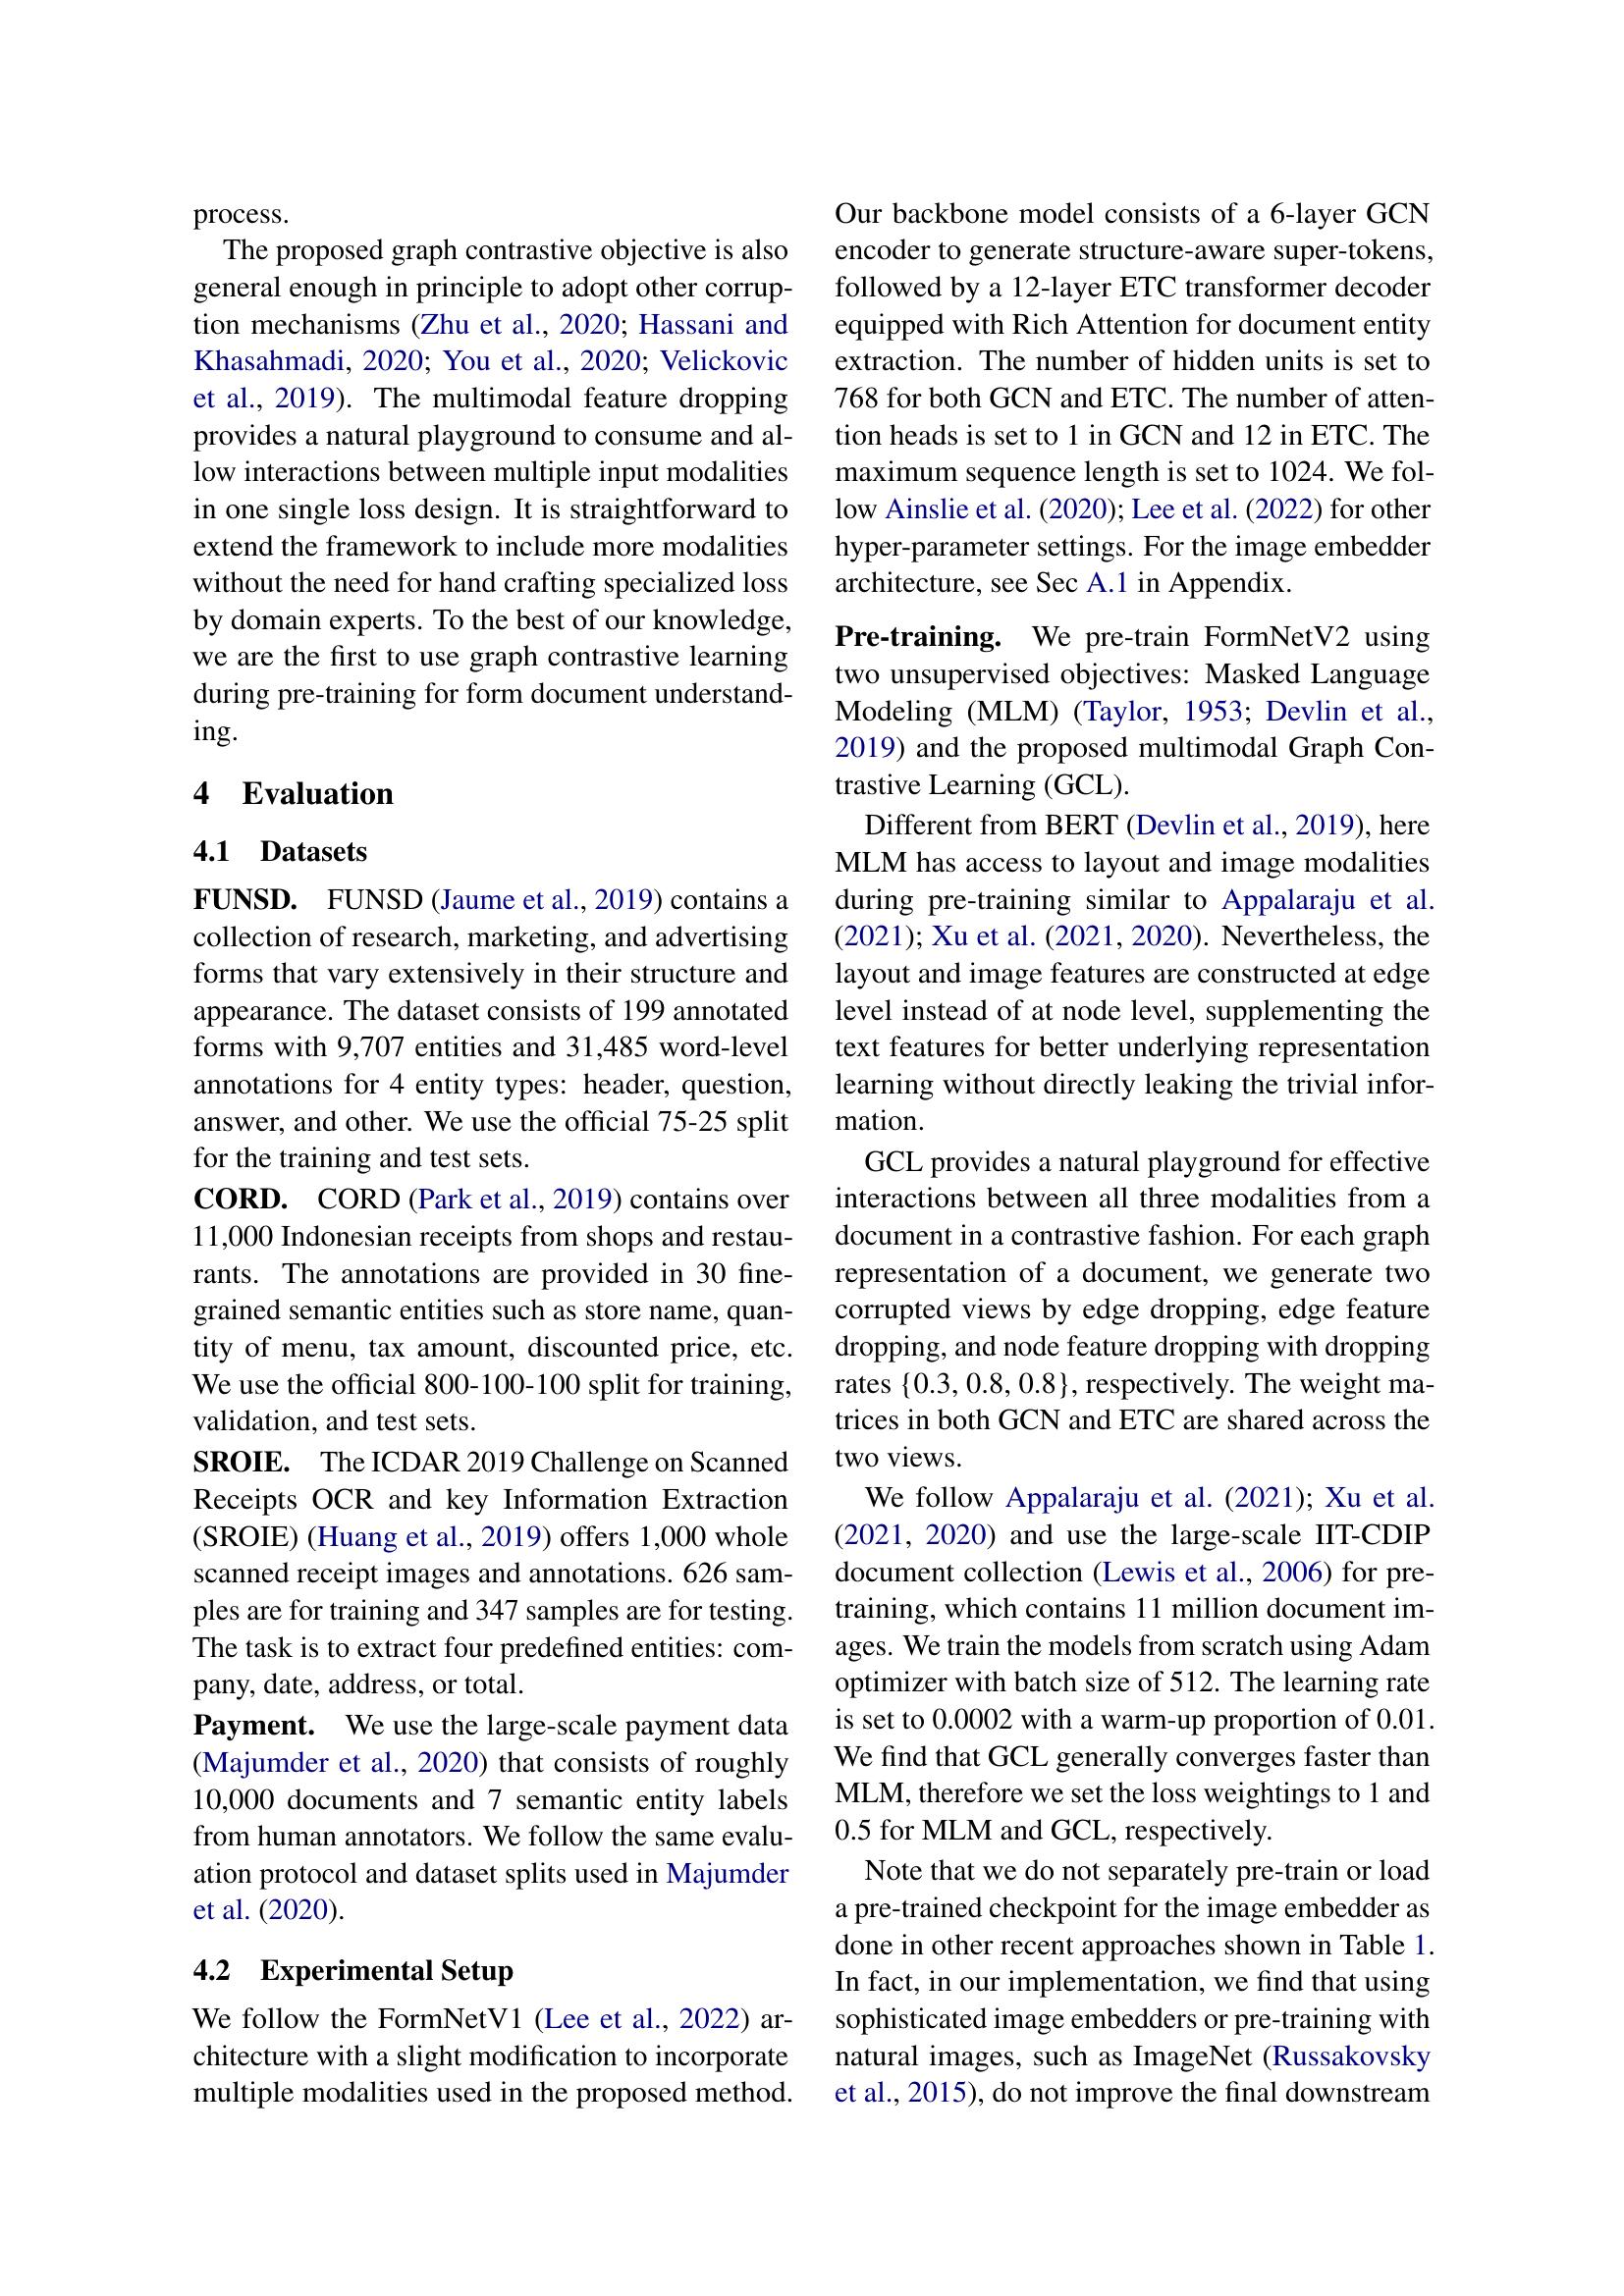 process.
The proposed graph contrastive objective is also
general enough in principle to adopt other corrup-
tion mechanisms (Zhu et al., 2020; Hassani and
Khasahmadi, 2020; You et al., 2020; Velickovic
et al., 2019). The multimodal feature dropping
provides a natural playground to consume and al-
low interactions between multiple input modalities
in one single loss design. It is straightforward to
extend the framework to include more modalities
without the need for hand crafting specialized loss
by domain experts. To the best of our knowledge,
we are the first to use graph contrastive learning
during pre-training for form document understand-
ing.
4 Evaluation
4.1 Datasets
FUNSD. FUNSD (Jaume et al., 2019) contains a
collection of research, marketing, and advertising
forms that vary extensively in their structure and
appearance. The dataset consists of 199 annotated
forms with 9,707 entities and 31,485 word-level
annotations for 4 entity types: header, question,
answer, and other. We use the official 75-25 split
for the training and test sets.
CORD. CORD (Park et al., 2019) contains over
11,000 Indonesian receipts from shops and restau-
rants. The annotations are provided in 30 fine-
grained semantic entities such as store name, quan-
tity of menu, tax amount, discounted price, etc.
We use the official 800-100-100 split for training,
validation, and test sets.
SROIE. The ICDAR 2019 Challenge on Scanned
Receipts OCR and key Information Extraction
(SROIE) (Huang et al., 2019) offers 1,000 whole
scanned receipt images and annotations. 626 sam-
ples are for training and 347 samples are for testing.
The task is to extract four predefined entities: com-
pany, date, address, or total.
Payment. We use the large-scale payment data
(Majumder et al., 2020) that consists of roughly
10,000 documents and 7 semantic entity labels
from human annotators. We follow the same evalu-
ation protocol and dataset splits used in Majumder
et al. (2020).
4.2 Experimental Setup
We follow the FormNetV1 (Lee et al., 2022) ar-
chitecture with a slight modification to incorporate
multiple modalities used in the proposed method.
Our backbone model consists of a 6-layer GCN
encoder to generate structure-aware super-tokens,
followed by a 12-layer ETC transformer decoder
equipped with Rich Attention for document entity
extraction. The number of hidden units is set to
768 for both GCN and ETC. The number of atten-
tion heads is set to 1 in GCN and 12 in ETC. The
maximum sequence length is set to 1024. We fol-
low Ainslie et al. (2020); Lee et al. (2022) for other
hyper-parameter settings. For the image embedder
architecture, see Sec A.1 in Appendix.
Pre-training. We pre-train FormNetV2 using
two unsupervised objectives: Masked Language
Modeling (MLM) (Taylor, 1953; Devlin et al.,
2019) and the proposed multimodal Graph Con-
trastive Learning (GCL).
Different from BERT (Devlin et al., 2019), here
MLM has access to layout and image modalities
during pre-training similar to Appalaraju et al.
(2021); Xu et al. (2021, 2020). Nevertheless, the
layout and image features are constructed at edge
level instead of at node level, supplementing the
text features for better underlying representation
learning without directly leaking the trivial infor-
mation.
GCL provides a natural playground for effective
interactions between all three modalities from a
document in a contrastive fashion. For each graph
representation of a document, we generate two
corrupted views by edge dropping, edge feature
dropping, and node feature dropping with dropping
rates {0.3, 0.8, 0.8}, respectively. The weight ma-
trices in both GCN and ETC are shared across the
two views.
We follow Appalaraju et al. (2021); Xu et al.
(2021, 2020) and use the large-scale IIT-CDIP
document collection (Lewis et al., 2006) for pre-
training, which contains 11 million document im-
ages. We train the models from scratch using Adam
optimizer with batch size of 512. The learning rate
is set to 0.0002 with a warm-up proportion of 0.01.
We find that GCL generally converges faster than
MLM, therefore we set the loss weightings to 1 and
0.5 for MLM and GCL, respectively.
Note that we do not separately pre-train or load
a pre-trained checkpoint for the image embedder as
done in other recent approaches shown in Table 1.
In fact, in our implementation, we find that using
sophisticated image embedders or pre-training with
natural images, such as ImageNet (Russakovsky
et al., 2015), do not improve the final downstream